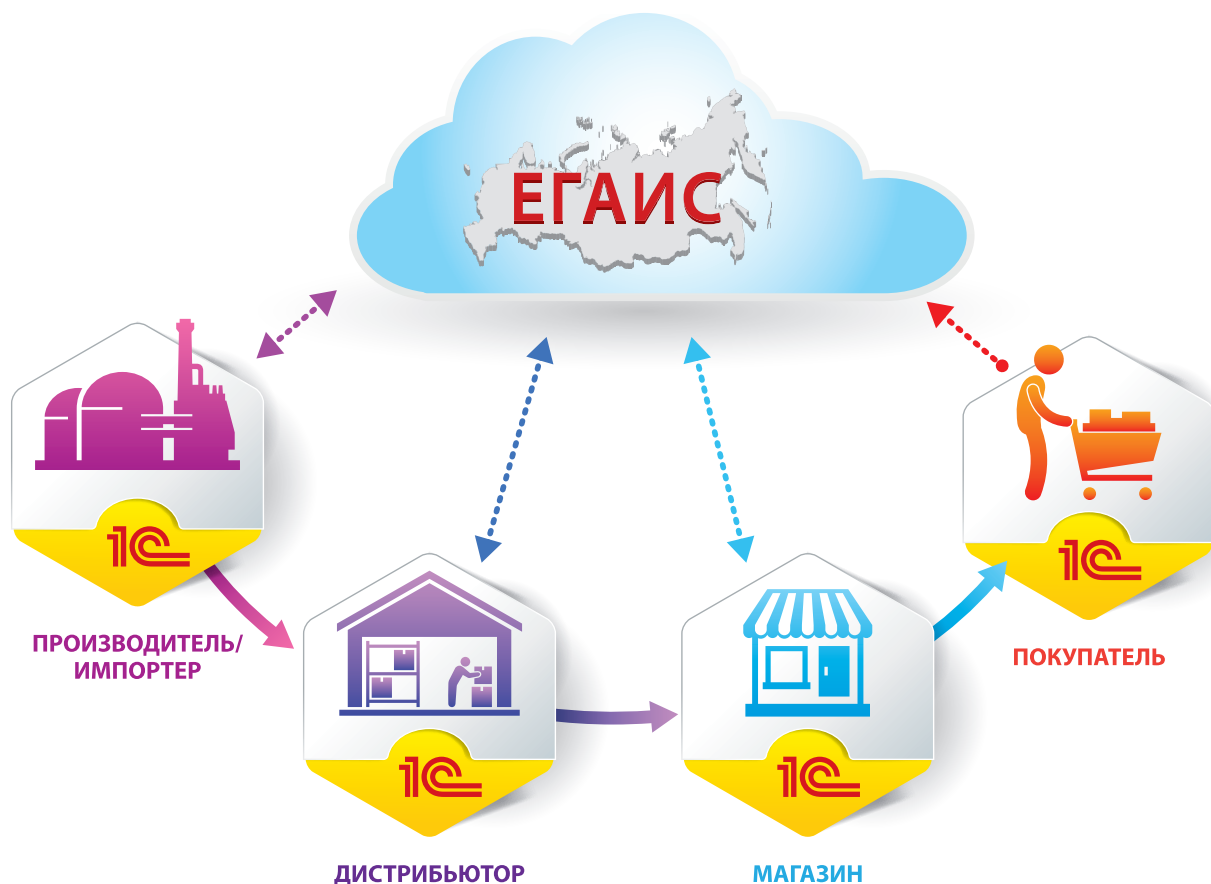 ЕГАИС
1С
ПРОИЗВОДИТЕЛЬ/
ИМПОРТЕР
1С
ДИСТРИБЬЮТОР
1С
МАГАЗИН
1С
ПОКУПАТЕЛЬ